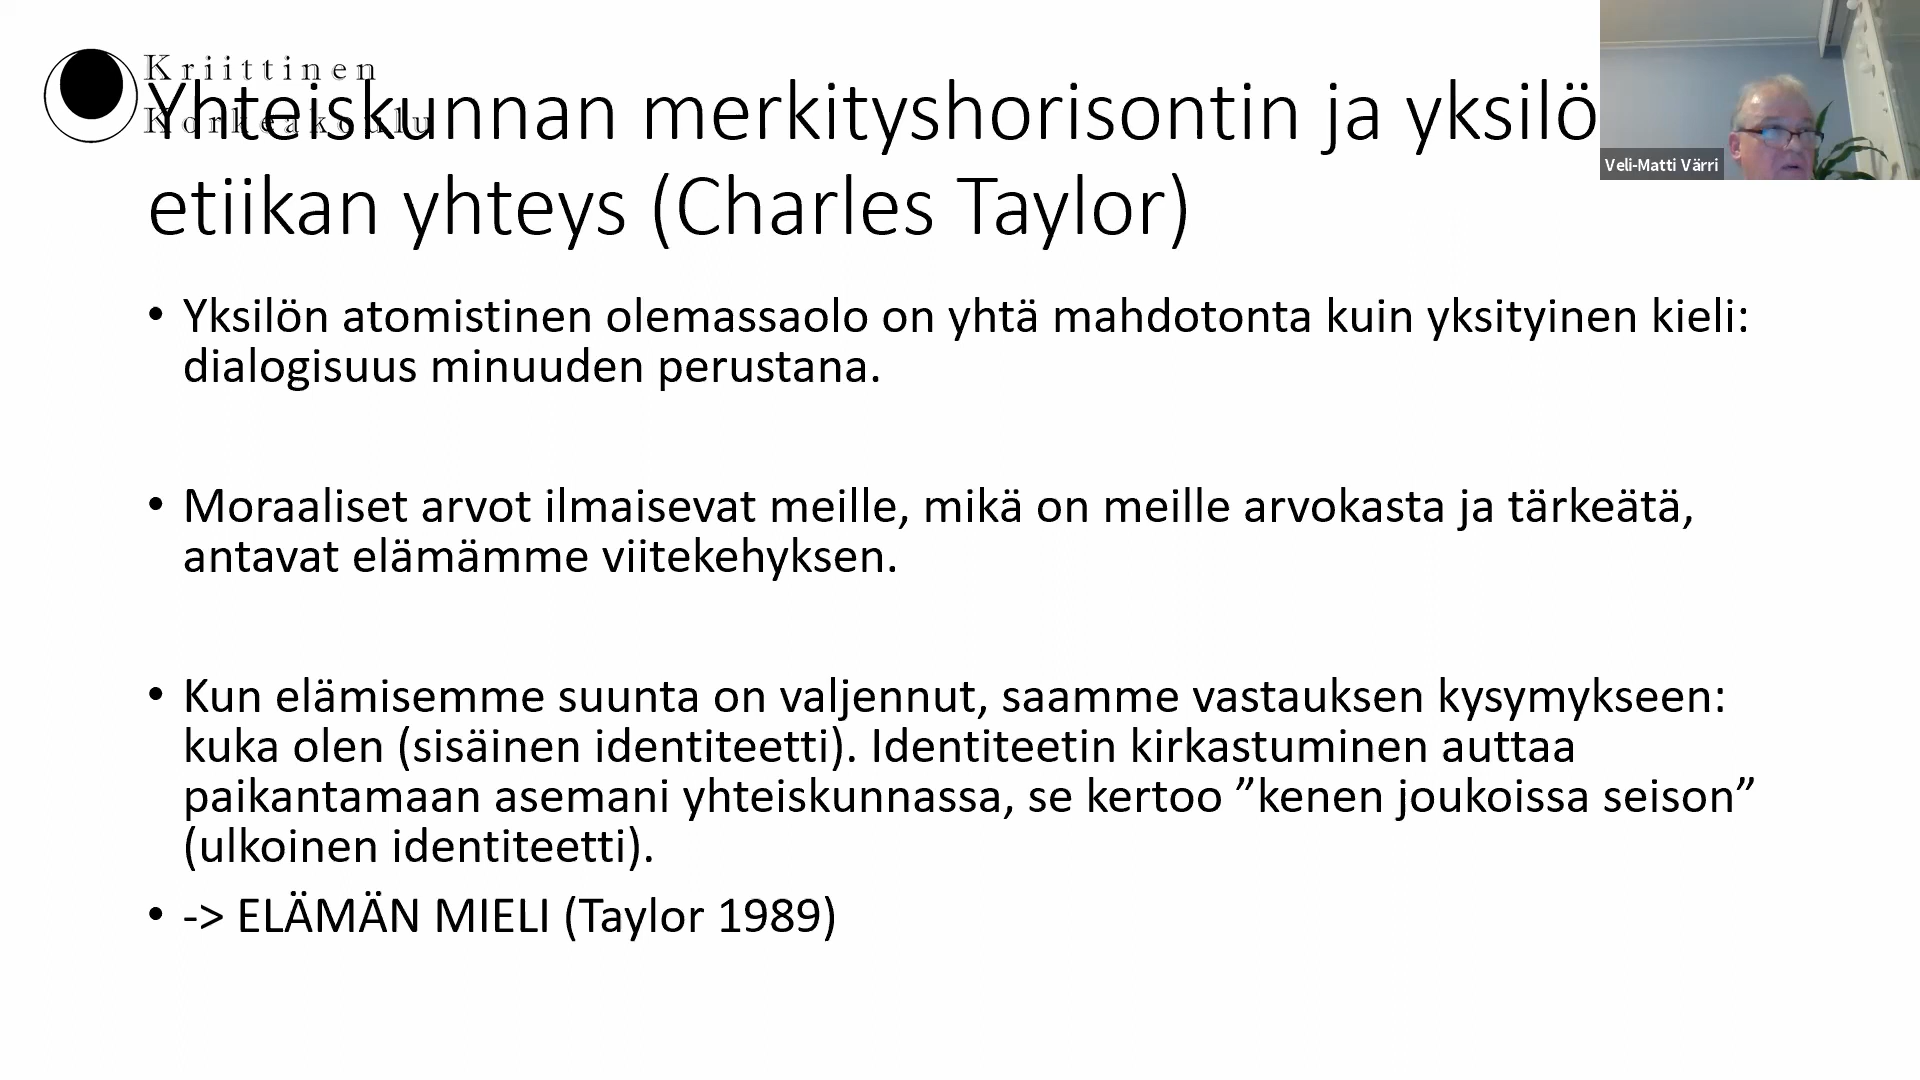 Kriittinen
Korkeakoulu
Yhteiskunnan merkityshorisontin ja yksilö
etiikan yhteys (Charles Taylor)
Veli-Matti Värri
• Yksilön atomistinen olemassaolo on yhtä mahdotonta kuin yksityinen kieli:
dialogisuus minuuden perustana.
• Moraaliset arvot ilmaisevat meille, mikä on meille arvokasta ja tärkeätä,
antavat elämämme viitekehyksen.
• Kun elämisemme suunta on valjennut, saamme vastauksen kysymykseen:
kuka olen (sisäinen identiteetti). Identiteetin kirkastuminen auttaa
paikantamaan asemani yhteiskunnassa, se kertoo ”kenen joukoissa seison”
(ulkoinen identiteetti).
• -> ELÄMÄN MIELI (Taylor 1989)